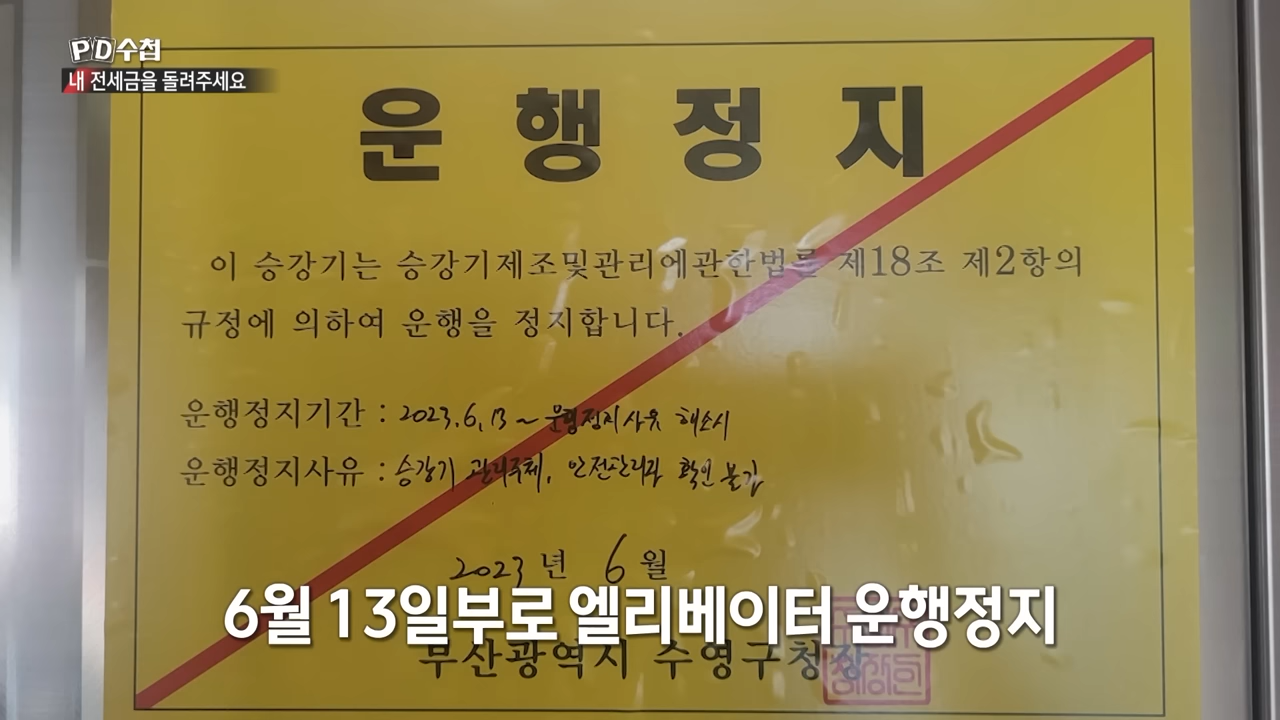 PD수첩
내 전세금을 돌려주세요
운행정지
이 승강기는 승강기제조및관리에관한법률 제18조 제2항의
규정에 의하여 운행을 정지합니다.
운행정지기간 : 2023.6.13 ~ 운행정지사유 해소시
운행정지사유 : 승강기 관리주체, 안전관리자 확인 불가
2023년 6월
6월 13일부로 엘리베이터 운행정지
부산광역시 수영구청장